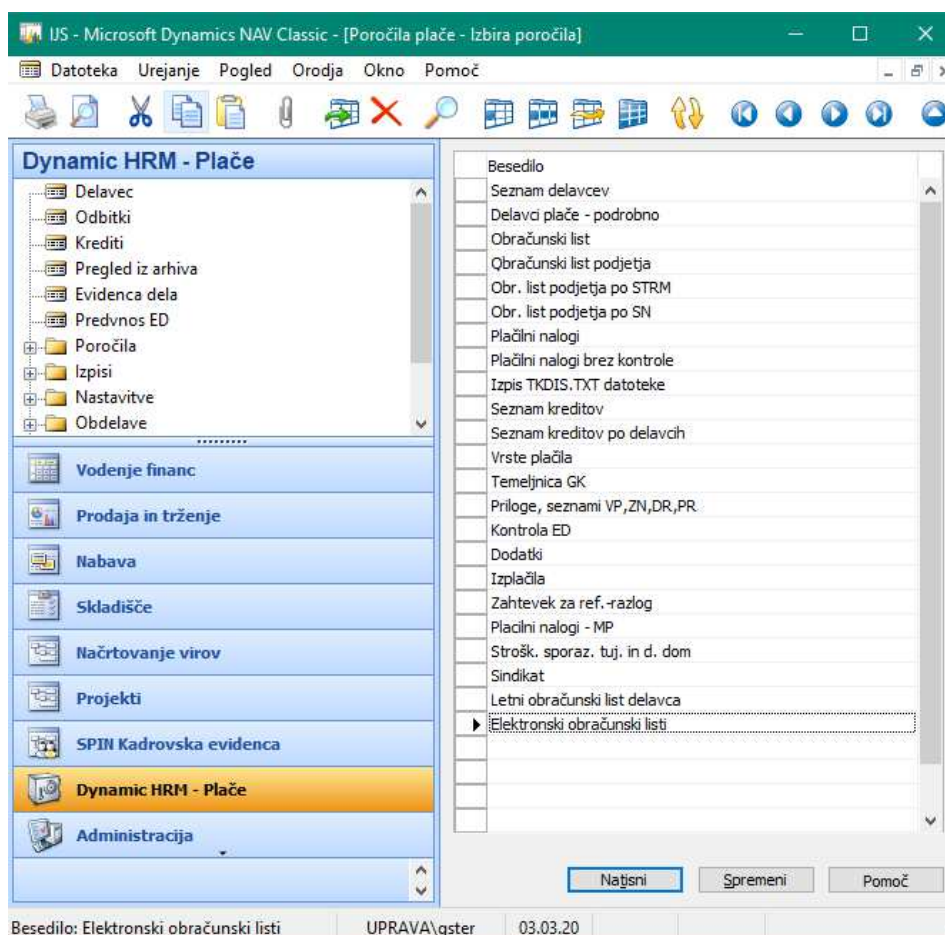 IJS - Microsoft Dynamics NAV Classic - [Poročila plače - Izbira poročila]
Datoteka Urejanje Pogled Orodja Okno Pomoč
Dynamic HRM - Plače
Delavec
Odbitki
Krediti
Pregled iz arhiva
Evidenca dela
Predvnos ED
Poročila
Izpisi
Nastavitve
Obdelave
Vodenje financ
Prodaja in trženje
Nabava
Skladišče
Načrtovanje virov
Projekti
SPIN Kadrovska evidenca
Dynamic HRM - Plače
Administracija
Besedilo
Seznam delavcev
Delavci plače - podrobno
Obračunski list
Obračunski list podjetja
Obr. list podjetja po STRM
Obr. list podjetja po SN
Plačilni nalogi
Plačilni nalogi brez kontrole
Izpis TKDIS.TXT datoteke
Seznam kreditov
Seznam kreditov po delavcih
Vrste plačila
Temeljnica GK
Priloge, seznami VP,ZN,DR,PR
Kontrola ED
Dodatki
Izplačila
Zahtevek za ref.-razlog
Placilni nalogi - MP
Strošk. sporaz. tuj. in d. dom
Sindikat
Letni obračunski list delavca
Elektronski obračunski listi
Natisni Spremeni Pomoč
Besedilo: Elektronski obračunski listi UPRAVA\gster 03.03.20